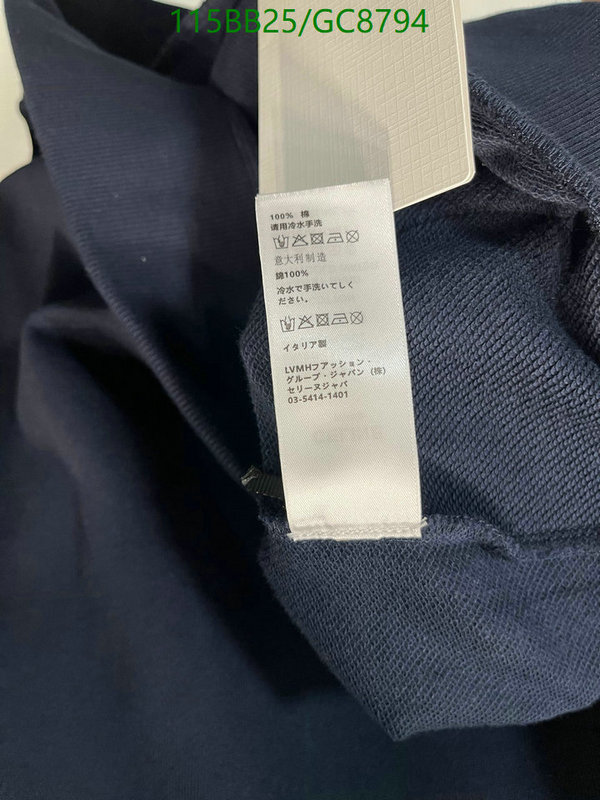 115BB25/GC8794
100% 棉
请用冷水手洗
意大利制造
綿100%
冷水で手洗いしてく
ださい。
イタリア製
LVMHフアッション・
グループ・ジャパン (株)
セリーヌジャパ
03-5414-1401